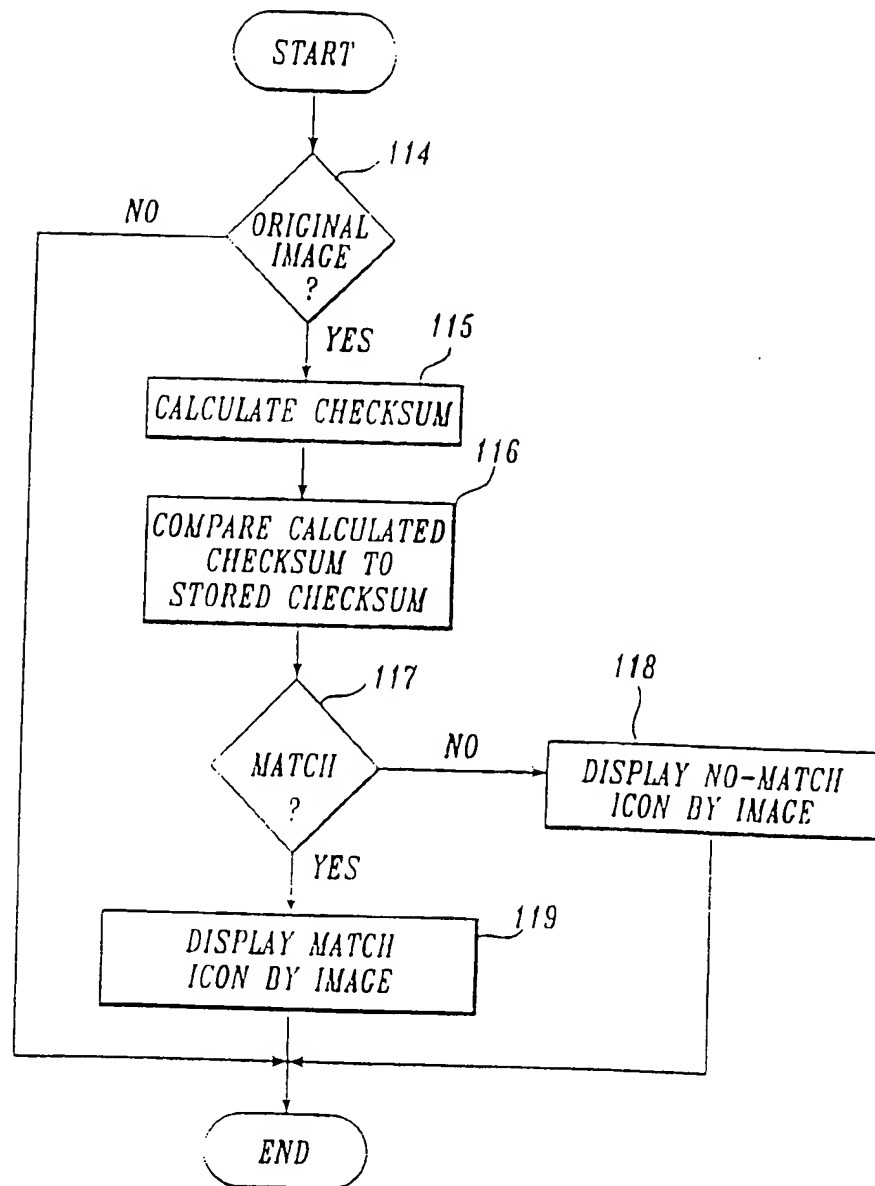 START
114
NO
ORIGINAL
IMAGE
?
YES
115
CALCULATE CHECKSUM
116
COMPARE CALCULATED
CHECKSUM TO
STORED CHECKSUM
117
118
MATCH
?
NO
DISPLAY NO-MATCH
ICON BY IMAGE
YES
119
DISPLAY MATCH
ICON BY IMAGE
END